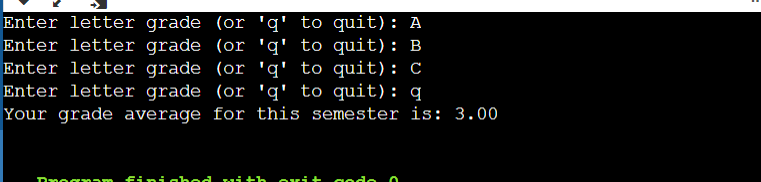 Enter letter grade (or 'q' to quit): A
Enter letter grade (or 'q' to quit): B
Enter letter grade (or 'q' to quit): C
Enter letter grade (or 'q' to quit): q
Your grade average for this semester is: 3.00
Program finished with exit code 0